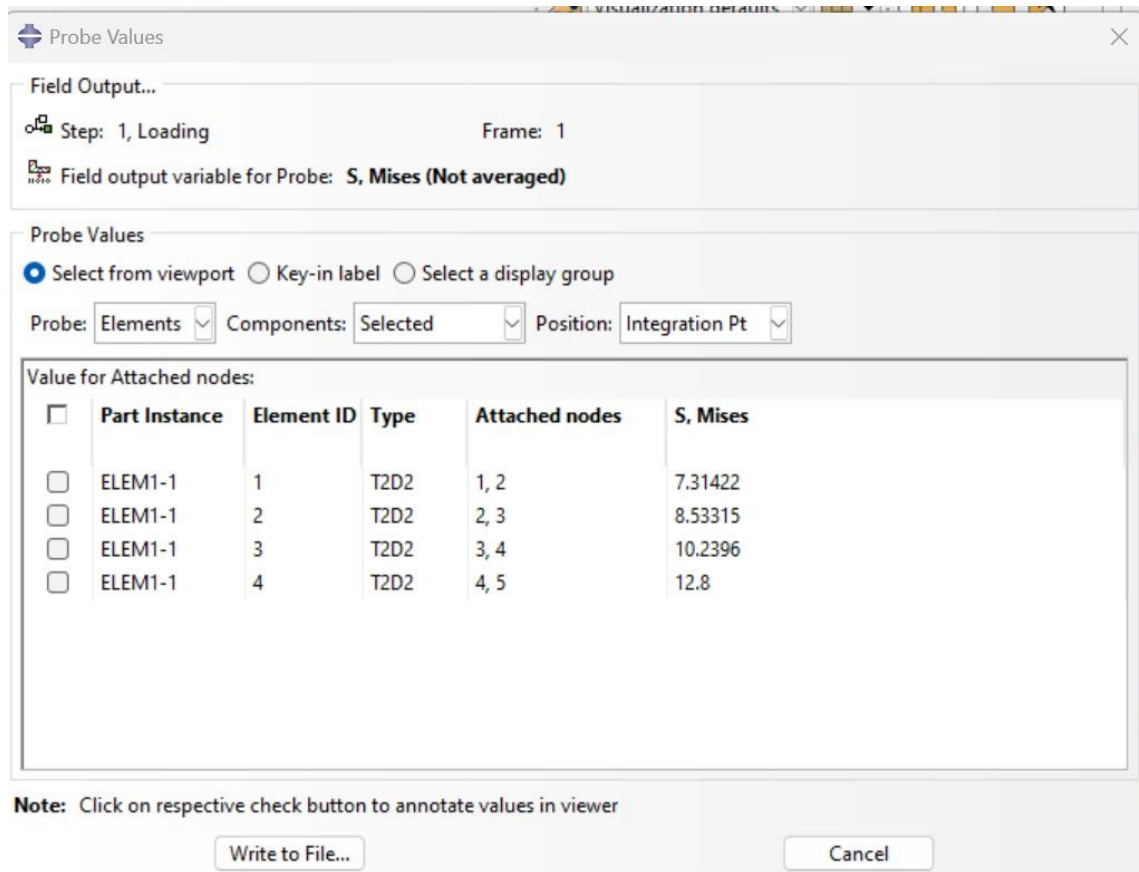 Visualization defaults
Probe Values
Field Output...
Step: 1, Loading Frame: 1
Field output variable for Probe: S, Mises (Not averaged)
Probe Values
Select from viewport Key-in label Select a display group
Probe: Elements Components: Selected Position: Integration Pt
Value for Attached nodes:
Part Instance Element ID Type Attached nodes S, Mises
ELEM1-1 1 T2D2 1, 2 7.31422
ELEM1-1 2 T2D2 2, 3 8.53315
ELEM1-1 3 T2D2 3, 4 10.2396
ELEM1-1 4 T2D2 4, 5 12.8
Note: Click on respective check button to annotate values in viewer
Write to File... Cancel